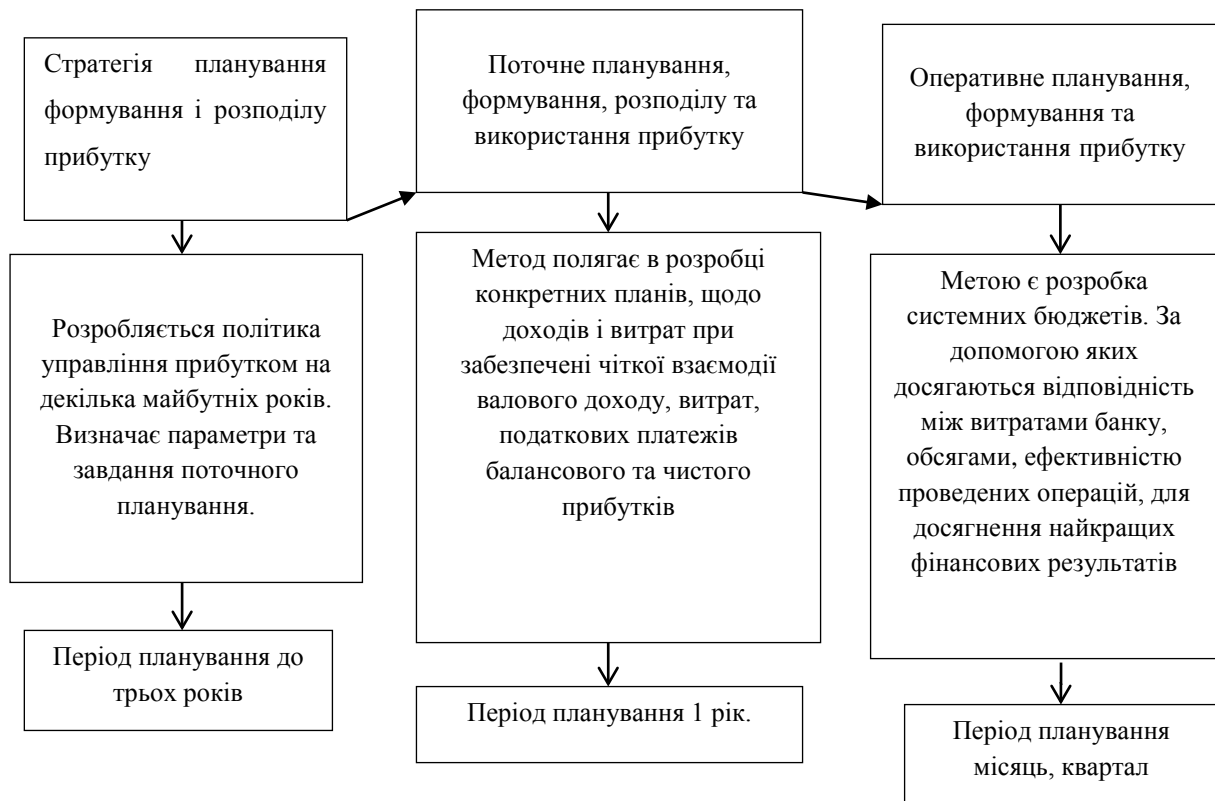 Стратегія планування
формування і розподілу
прибутку
Поточне планування,
формування, розподілу та
використання прибутку
Оперативне планування,
формування та
використання прибутку
Розробляється політика
управління прибутком на
декілька майбутніх років.
Визначає параметри та
завдання поточного
планування.
Метод полягає в розробці
конкретних планів, щодо
доходів і витрат при
забезпечені чіткої взаємодії
валового доходу, витрат,
податкових платежів
балансового та чистого
прибутків
Метою є розробка
системних бюджетів. За
допомогою яких
досягаються відповідність
між витратами банку,
обсягами, ефективністю
проведених операцій, для
досягнення найкращих
фінансових результатів
Період планування до
трьох років
Період планування 1 рік.
Період планування
місяць, квартал